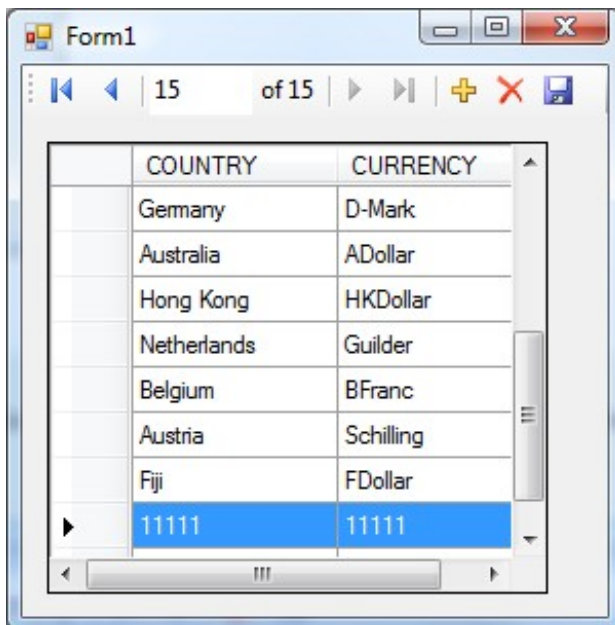 Form1
15 of 15
COUNTRY CURRENCY
Germany D-Mark
Australia ADollar
Hong Kong HKDollar
Netherlands Guilder
Belgium BFranc
Austria Schilling
Fiji FDollar
11111 11111